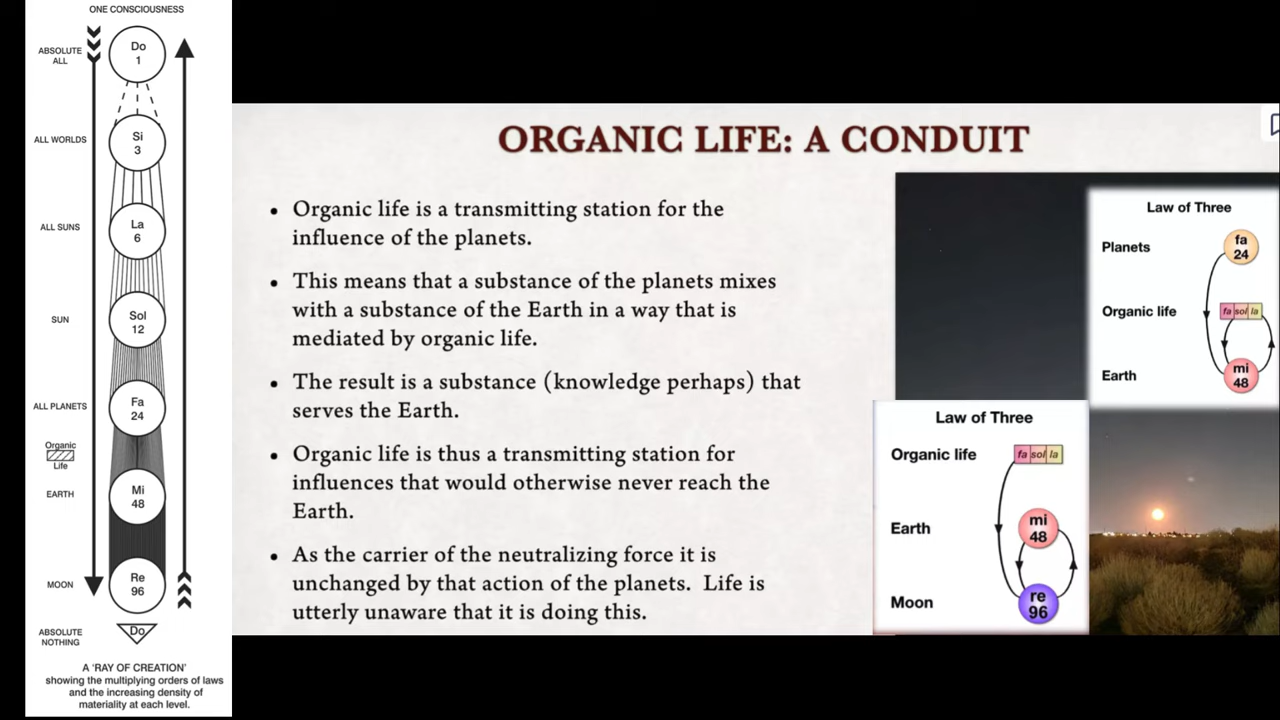 ONE CONSCIOUSNESS
ABSOLUTE
ALL
Do
1
ALL WORLDS
Si
3
ALL SUNS
La
6
SUN
Sol
12
ALL PLANETS
Fa
24
Organic
Life
EARTH
Mi
48
MOON
Re
96
ABSOLUTE
NOTHING
Do
A ‘RAY OF CREATION’
showing the multiplying orders of laws
and the increasing density of
materiality at each level.
ORGANIC LIFE: A CONDUIT
• Organic life is a transmitting station for the
influence of the planets.
• This means that a substance of the planets mixes
with a substance of the Earth in a way that is
mediated by organic life.
• The result is a substance (knowledge perhaps) that
serves the Earth.
• Organic life is thus a transmitting station for
influences that would otherwise never reach the
Earth.
• As the carrier of the neutralizing force it is
unchanged by that action of the planets. Life is
utterly unaware that it is doing this.
Law of Three
Planets
fa
24
Organic life
fa sol la
Earth
mi
48
Law of Three
Organic life
fa sol la
Earth
mi
48
Moon
re
96